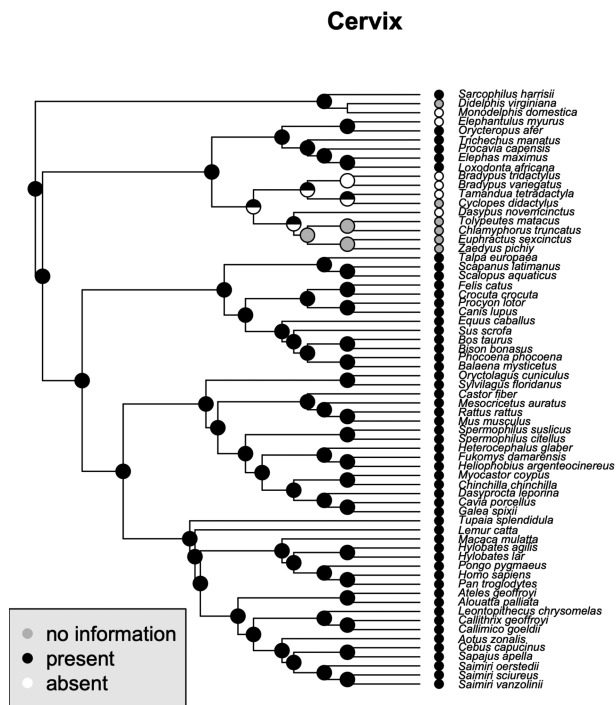 Cervix
Sarcophilus harrisii
Didelphis virginiana
Monodelphis domestica
Elephantulus myurus
Orycteropus afer
Trichechus manatus
Procavia capensis
Elephas maximus
Loxodonta africana
Bradypus tridactylus
Bradypus variegatus
Tamandua tetradactyla
Cyclopes didactylus
Dasypus novemcinctus
Tolypeutes matacus
Chlamyphorus truncatus
Euphractus sexcinctus
Zaedyus pichiy
Talpa europaea
Scapanus latimanus
Scalopus aquaticus
Felis catus
Crocuta crocuta
Procyon lotor
Canis lupus
Equus caballus
Sus scrofa
Bos taurus
Bison bonasus
Phocoena phocoena
Balaena mysticetus
Oryctolagus cuniculus
Sylvilagus floridanus
Castor fiber
Mesocricetus auratus
Rattus rattus
Mus musculus
Spermophilus suslicus
Spermophilus citellus
Heterocephalus glaber
Fukomys damarensis
Heliophobius argenteocinereus
Myocastor coypus
Chinchilla chinchilla
Dasyprocta leporina
Cavia porcellus
Galea spixii
Tupaia splendidula
Lemur catta
Macaca mulatta
Hylobates agilis
Hylobates lar
Pongo pygmaeus
Homo sapiens
Pan troglodytes
Ateles geoffroyi
Alouatta palliata
Leontopithecus chrysomelas
Callithrix geoffroyi
Callimico goeldii
Aotus zonalis
Cebus capucinus
Sapajus apella
Saimiri oerstedii
Saimiri sciureus
Saimiri vanzolinii
no information
present
absent